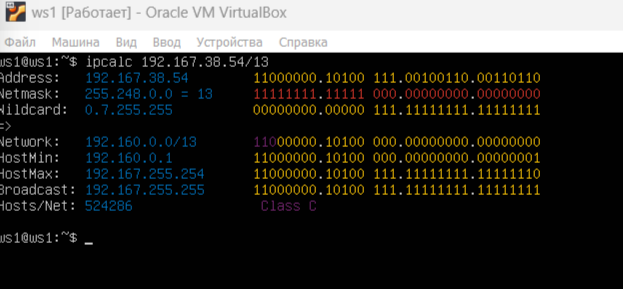 ws1 [Работает] - Oracle VM VirtualBox
Файл Машина Вид Ввод Устройства Справка
ws1@ws1:~$ ipcalc 192.167.38.54/13
Address: 192.167.38.54 11000000.10100 111.00100110.00110110
Netmask: 255.248.0.0 = 13 11111111.11111 000.00000000.00000000
Wildcard: 0.7.255.255 00000000.00000 111.11111111.11111111
=>
Network: 192.160.0.0/13 11000000.10100 000.00000000.00000000
HostMin: 192.160.0.1 11000000.10100 000.00000000.00000001
HostMax: 192.167.255.254 11000000.10100 111.11111111.11111110
Broadcast: 192.167.255.255 11000000.10100 111.11111111.11111111
Hosts/Net: 524286 Class C
ws1@ws1:~$ _